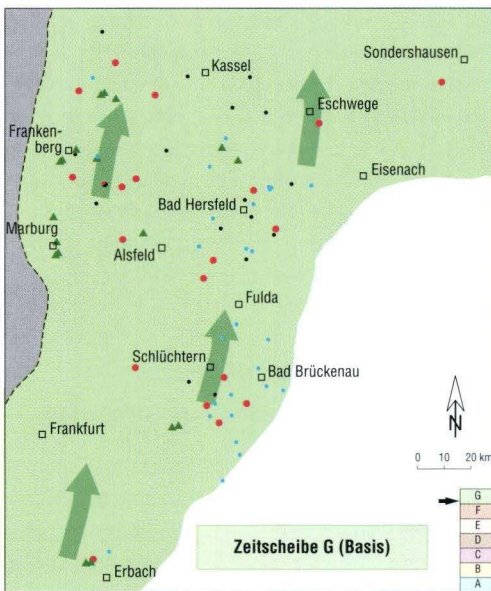 Sondershausen
Kassel
Eschwege
Franken-
berg
Eisenach
Bad Hersfeld
Marburg
Alsfeld
Fulda
Schlüchtern
Bad Brückenau
Frankfurt
N
0 10 20 km
G
F
E
D
C
B
A
Zeitscheibe G (Basis)
Erbach